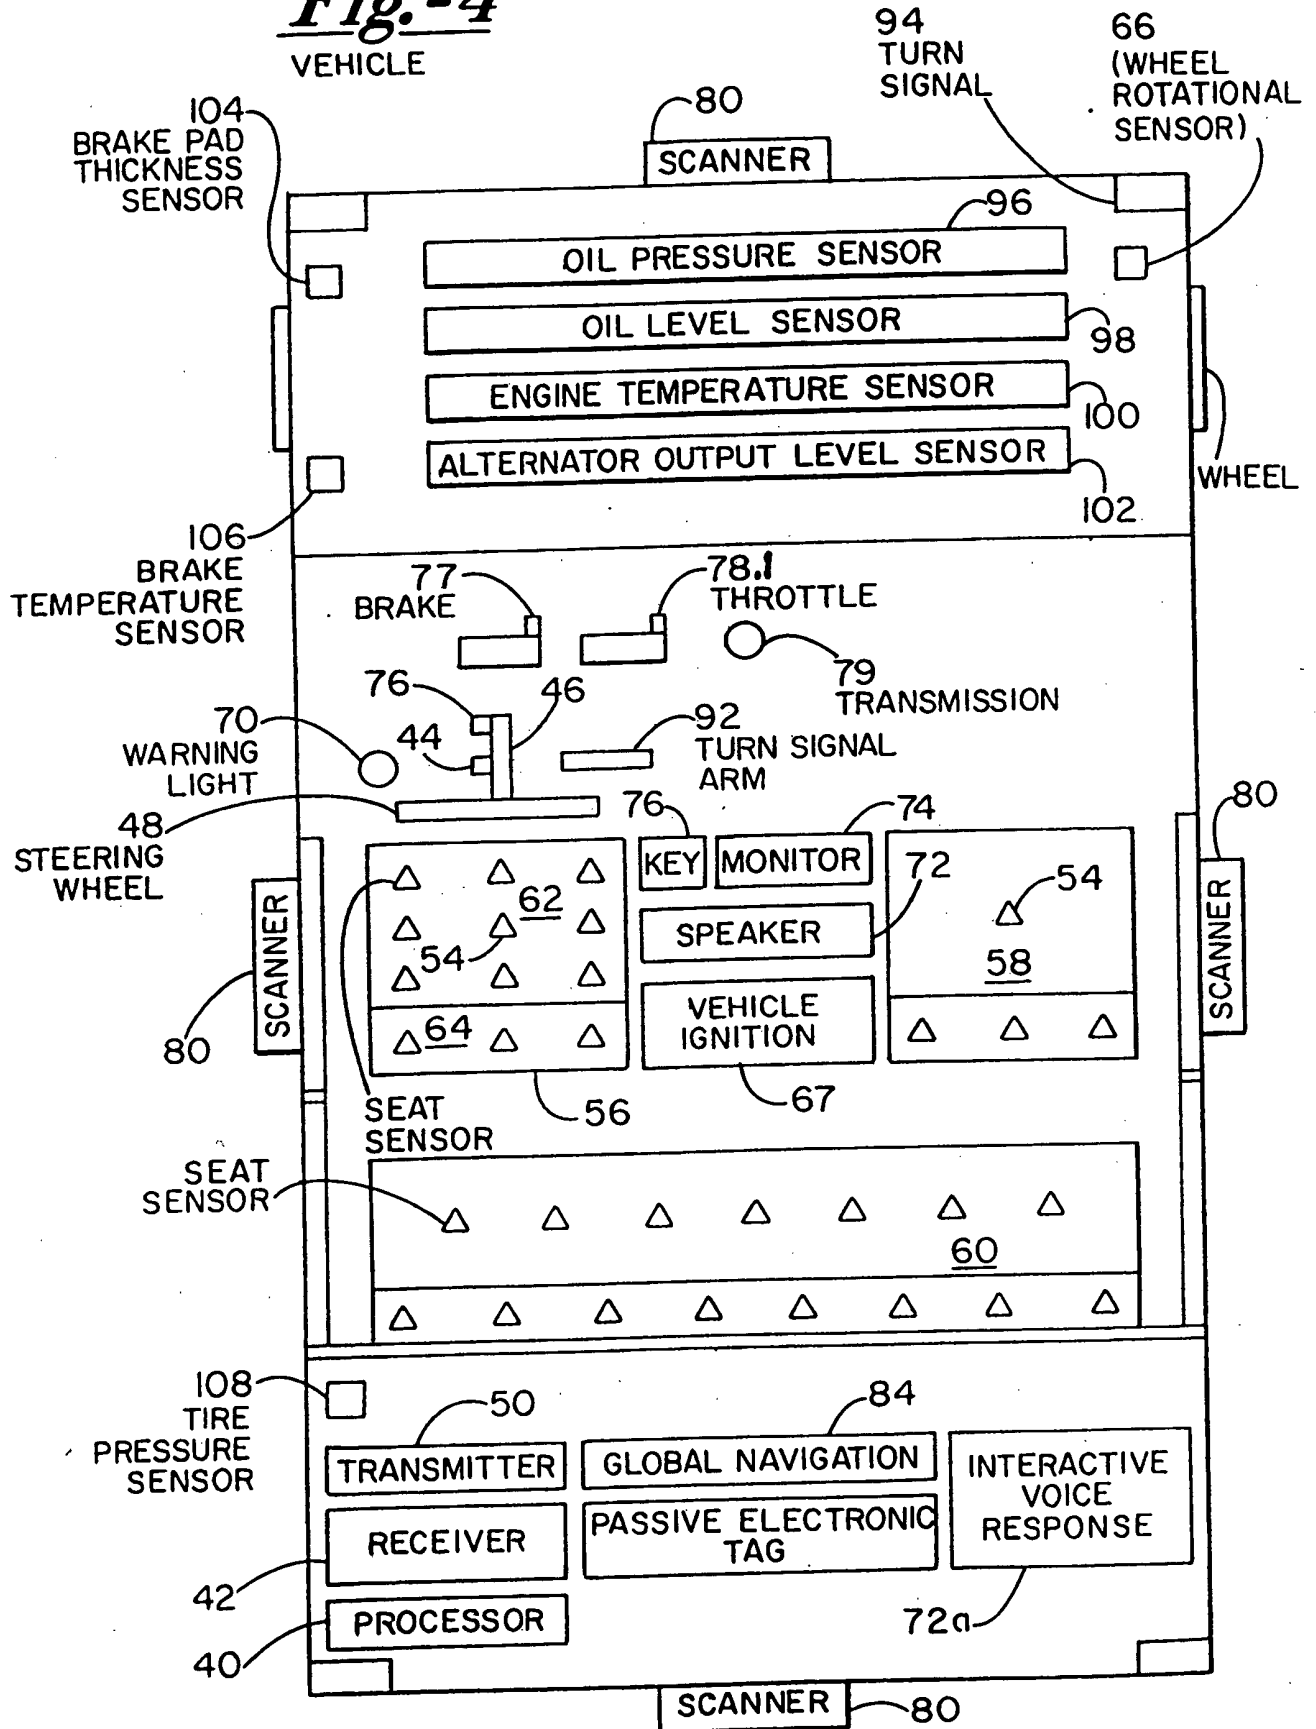 Fig.-4
VEHICLE
94
TURN
SIGNAL
66
(WHEEL
ROTATIONAL
SENSOR)
104
BRAKE PAD
THICKNESS
SENSOR
80
SCANNER
96
OIL PRESSURE SENSOR
OIL LEVEL SENSOR
98
ENGINE TEMPERATURE SENSOR
100
ALTERNATOR OUTPUT LEVEL SENSOR
102
WHEEL
106
BRAKE
TEMPERATURE
SENSOR
77
BRAKE
78.1
THROTTLE
79
TRANSMISSION
76
46
44
70
WARNING
LIGHT
92
TURN SIGNAL
ARM
48
STEERING
WHEEL
76
KEY
74
MONITOR
72
SPEAKER
VEHICLE
IGNITION
67
62
54
64
56
54
58
80
SCANNER
SCANNER
80
SEAT
SENSOR
SEAT
SENSOR
60
108
TIRE
PRESSURE
SENSOR
50
TRANSMITTER
84
GLOBAL NAVIGATION
INTERACTIVE
VOICE
RESPONSE
72a
RECEIVER
42
PASSIVE ELECTRONIC
TAG
PROCESSOR
40
SCANNER
80